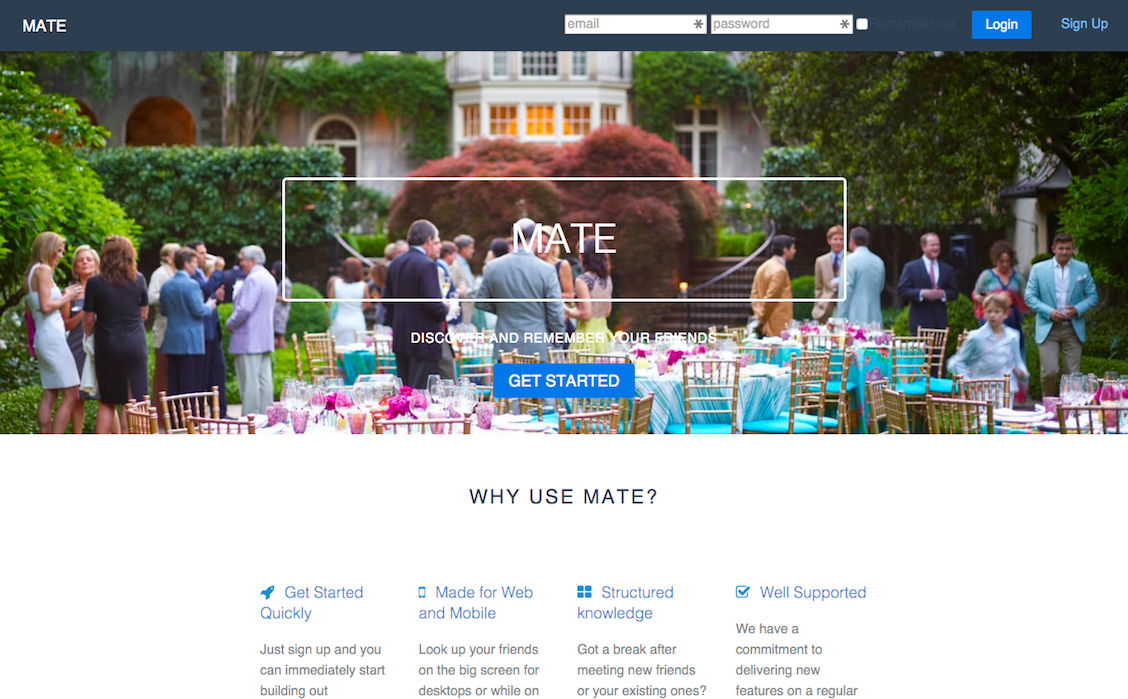 MATE
email
password
Remember me
Login
Sign Up
MATE
DISCOVER AND REMEMBER YOUR FRIENDS
GET STARTED
WHY USE MATE?
Get Started
Quickly
Just sign up and you
can immediately start
building out
Made for Web
and Mobile
Look up your friends
on the big screen for
desktops or while on
Structured
knowledge
Got a break after
meeting new friends
or your existing ones?
Well Supported
We have a
commitment to
delivering new
features on a regular